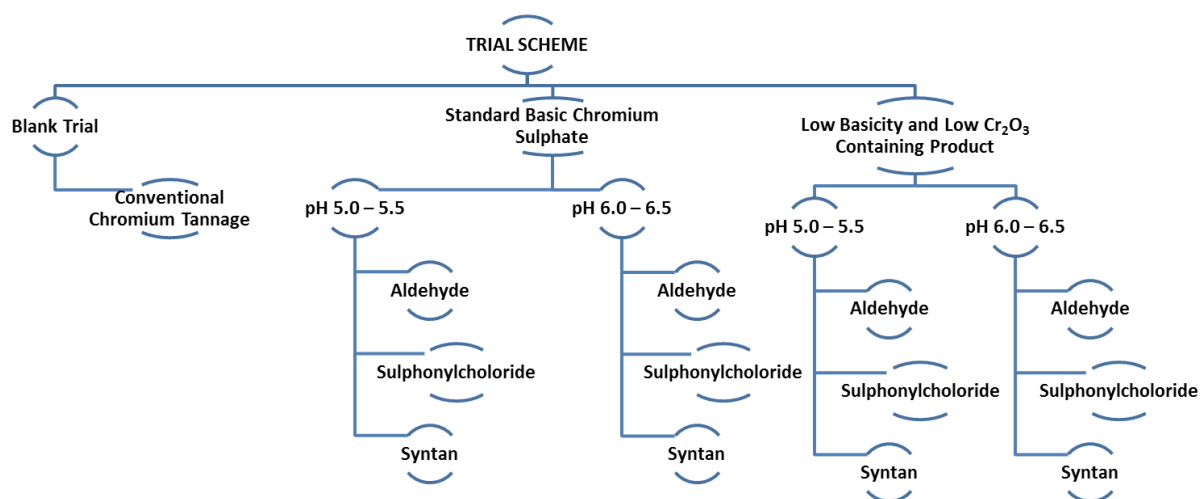 TRIAL SCHEME
Blank Trial
Conventional
Chromium Tannage
Standard Basic Chromium
Sulphate
pH 5.0 – 5.5
Aldehyde
Sulphonylcholoride
Syntan
pH 6.0 – 6.5
Aldehyde
Sulphonylcholoride
Syntan
Low Basicity and Low Cr₂O₃
Containing Product
pH 5.0 – 5.5
Aldehyde
Sulphonylcholoride
Syntan
pH 6.0 – 6.5
Aldehyde
Sulphonylcholoride
Syntan